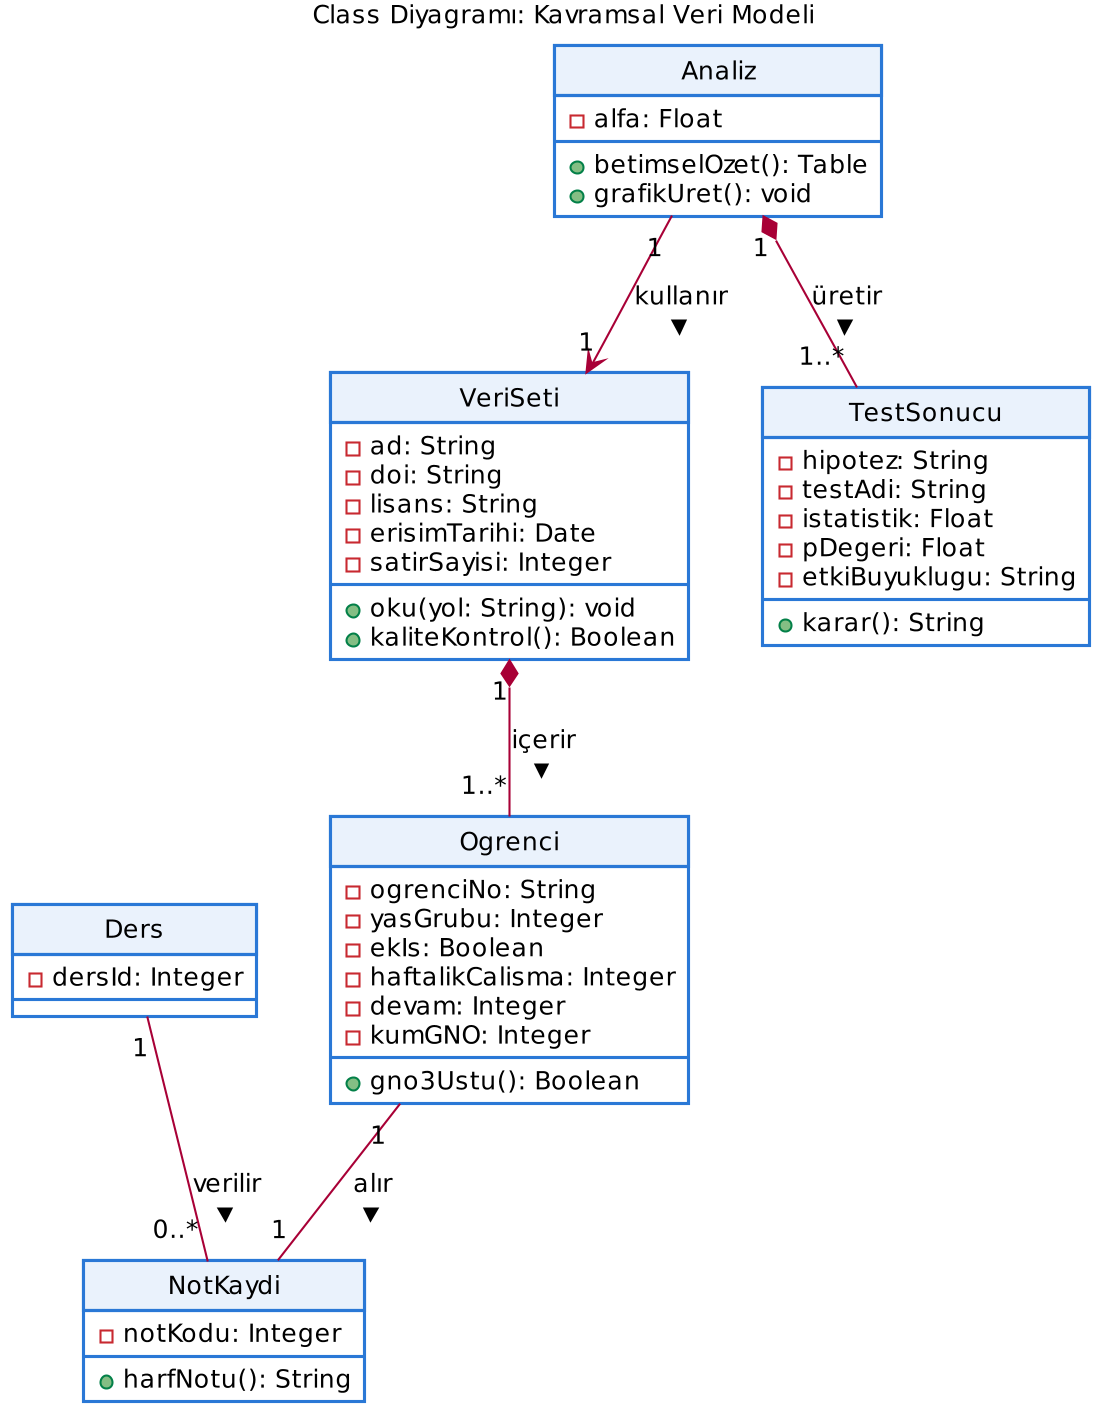 Class Diyagramı: Kavramsal Veri Modeli
Analiz
alfa: Float
betimselOzet(): Table
grafikUret(): void
1
1
kullanır
▼
üretir
▼
1
1..*
VeriSeti
ad: String
doi: String
lisans: String
erisimTarihi: Date
satirSayisi: Integer
oku(yol: String): void
kaliteKontrol(): Boolean
TestSonucu
hipotez: String
testAdi: String
istatistik: Float
pDegeri: Float
etkiBuyuklugu: String
karar(): String
1
içerir
▼
1..*
Ogrenci
ogrenciNo: String
yasGrubu: Integer
ekIs: Boolean
haftalikCalisma: Integer
devam: Integer
kumGNO: Integer
gno3Ustu(): Boolean
Ders
dersId: Integer
1
1
verilir
▼
alır
▼
0..*
1
NotKaydi
notKodu: Integer
harfNotu(): String